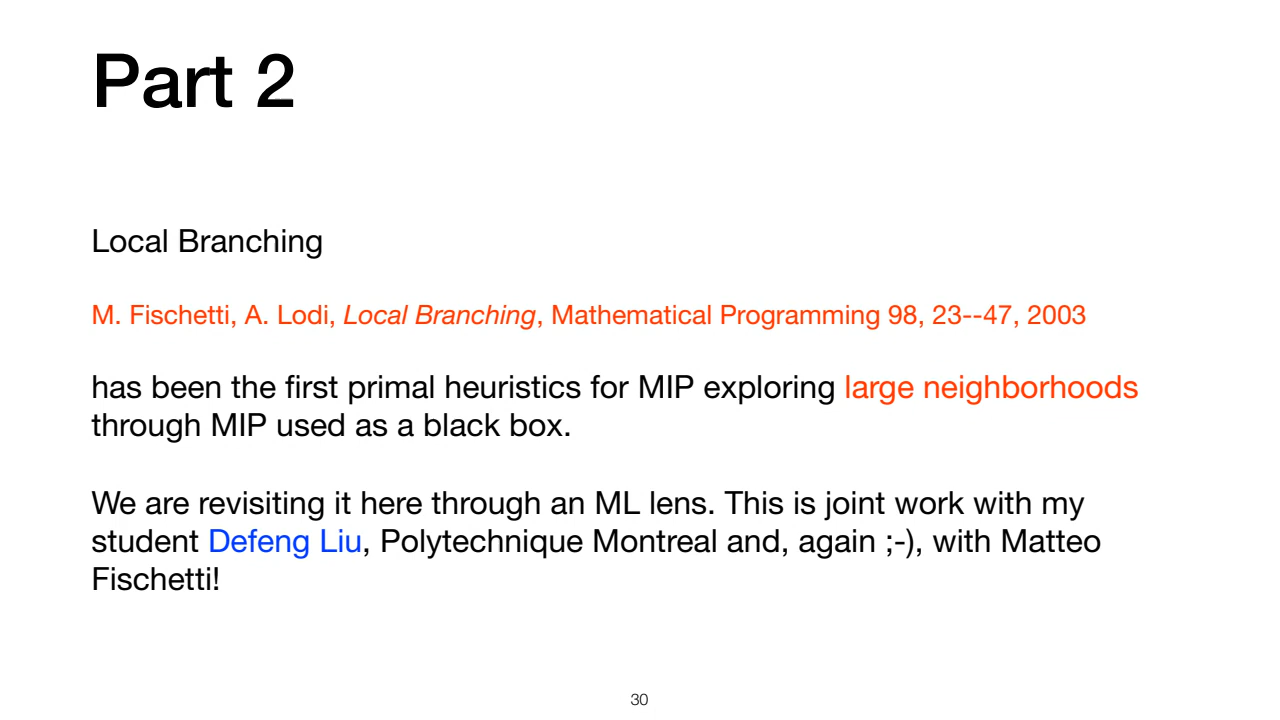 Part 2
Local Branching
M. Fischetti, A. Lodi, Local Branching, Mathematical Programming 98, 23--47, 2003
has been the first primal heuristics for MIP exploring large neighborhoods
through MIP used as a black box.
We are revisiting it here through an ML lens. This is joint work with my
student Defeng Liu, Polytechnique Montreal and, again ;-), with Matteo
Fischetti!
30